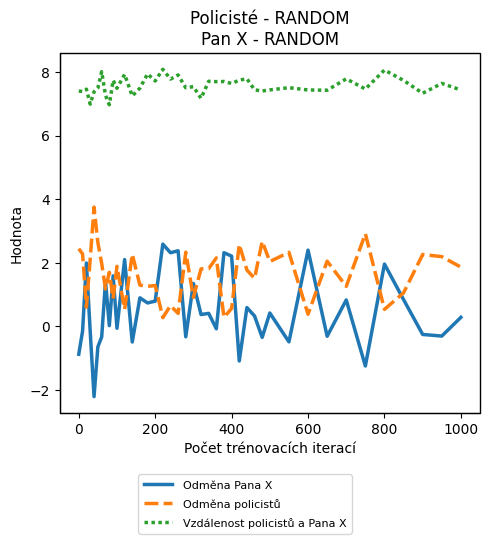 Policisté - RANDOM
Pan X - RANDOM
8
6
4
2
0
−2
Hodnota
0
200
400
600
800
1000
Počet trénovacích iterací
Odměna Pana X
Odměna policistů
Vzdálenost policistů a Pana X